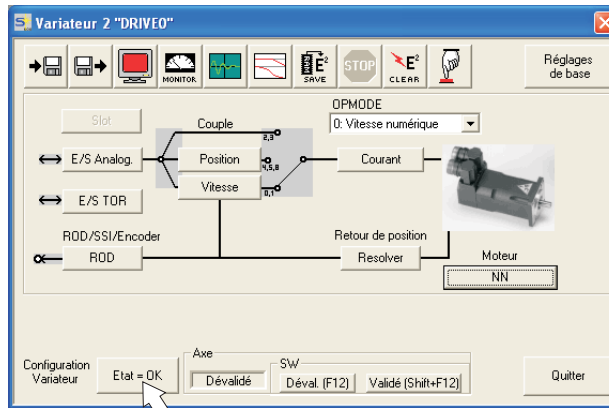 Variateur 2 "DRIVE0"
MONITOR
E²
SAVE
STOP
E²
CLEAR
Réglages
de base
OPMODE
0: Vitesse numérique
Slot
Couple
2,3
E/S Analog.
Position
4,5,8
Courant
Vitesse
0,1
E/S TOR
ROD/SSI/Encoder
ROD
Retour de position
Resolver
Moteur
NN
Configuration
Variateur
Etat = OK
Axe
Dévalidé
SW
Déval. (F12)
Validé (Shift+F12)
Quitter